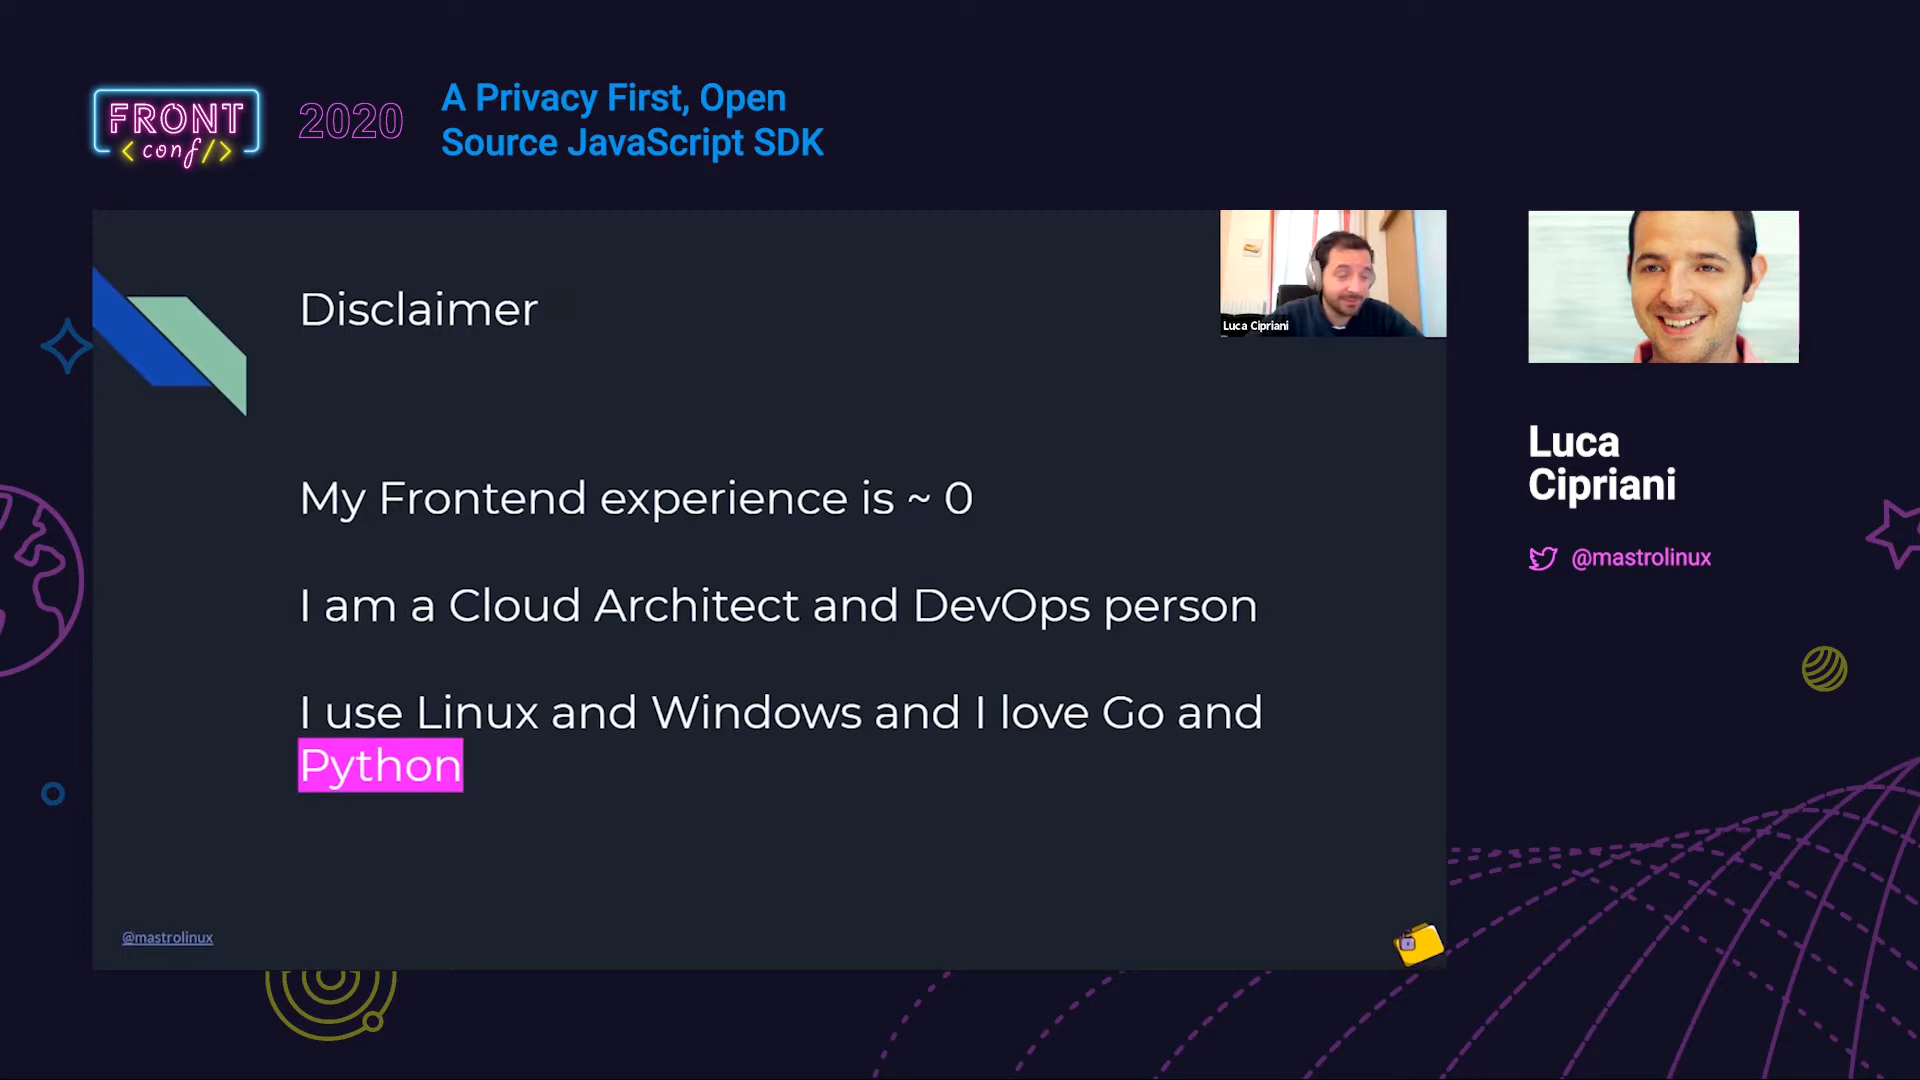 FRONT
<conf/>
2020
A Privacy First, Open
Source JavaScript SDK
Disclaimer
Luca Cipriani
My Frontend experience is ~ 0
I am a Cloud Architect and DevOps person
I use Linux and Windows and I love Go and
Python
@mastrolinux
Luca
Cipriani
@mastrolinux